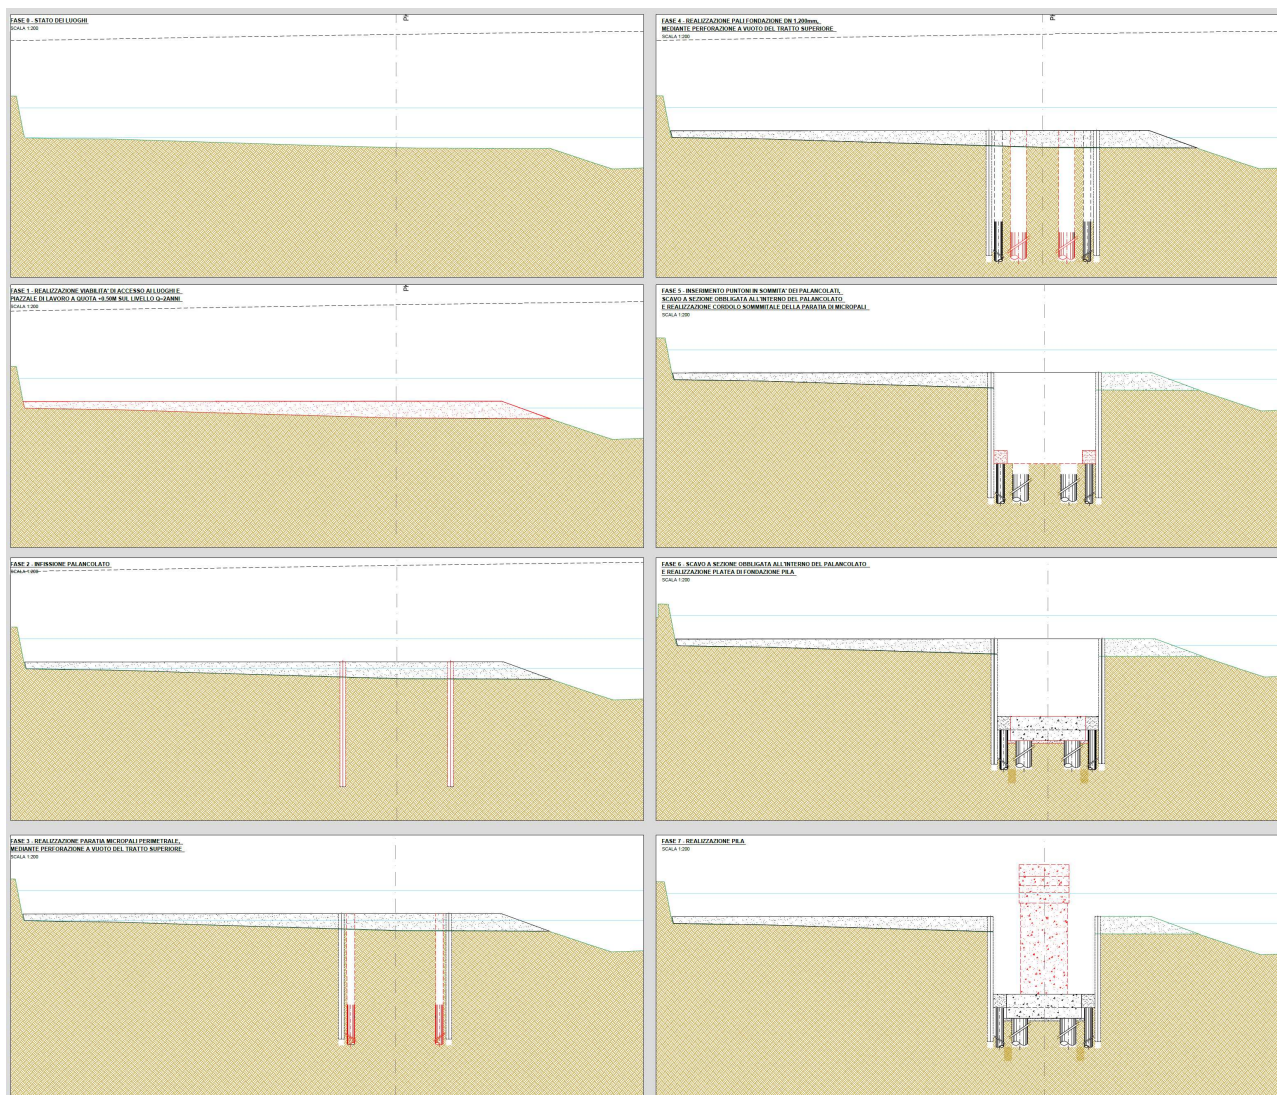 FASE 0 - STATO DEI LUOGHI
SCALA 1:200
FASE 1 - REALIZZAZIONE VIABILITA' DI ACCESSO AI LUOGHI E
PIAZZALE DI LAVORO A QUOTA +0.50M SUL LIVELLO Q=2ANNI
SCALA 1:200
FASE 2 - INFISSIONE PALANCOLATO
SCALA 1:200
FASE 3 - REALIZZAZIONE PARATIA MICROPALI PERIMETRALE,
MEDIANTE PERFORAZIONE A VUOTO DEL TRATTO SUPERIORE
SCALA 1:200
FASE 4 - REALIZZAZIONE PALI FONDAZIONE DN 1.200mm,
MEDIANTE PERFORAZIONE A VUOTO DEL TRATTO SUPERIORE
SCALA 1:200
FASE 5 - INSERIMENTO PUNTONI IN SOMMITA' DEI PALANCOLATI,
SCAVO A SEZIONE OBBLIGATA ALL'INTERNO DEL PALANCOLATO
E REALIZZAZIONE CORDOLO SOMMMITALE DELLA PARATIA DI MICROPALI
SCALA 1:200
FASE 6 - SCAVO A SEZIONE OBBLIGATA ALL'INTERNO DEL PALANCOLATO
E REALIZZAZIONE PLATEA DI FONDAZIONE PILA
SCALA 1:200
FASE 7 - REALIZZAZIONE PILA
SCALA 1:200